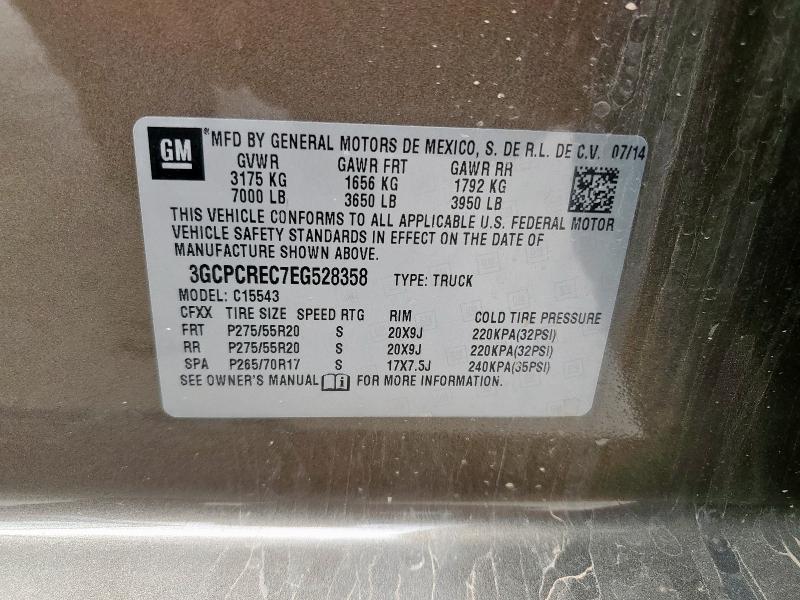 GM ® MFD BY GENERAL MOTORS DE MEXICO, S. DE R.L. DE C.V. 07/14
GVWR GAWR FRT GAWR RR
3175 KG 1656 KG 1792 KG
7000 LB 3650 LB 3950 LB
THIS VEHICLE CONFORMS TO ALL APPLICABLE U.S. FEDERAL MOTOR
VEHICLE SAFETY STANDARDS IN EFFECT ON THE DATE OF
MANUFACTURE SHOWN ABOVE.
3GCPCREC7EG528358 TYPE: TRUCK
MODEL: C15543
CFXX TIRE SIZE SPEED RTG RIM COLD TIRE PRESSURE
FRT P275/55R20 S 20X9J 220KPA(32PSI)
RR P275/55R20 S 20X9J 220KPA(32PSI)
SPA P265/70R17 S 17X7.5J 240KPA(35PSI)
SEE OWNER'S MANUAL FOR MORE INFORMATION.